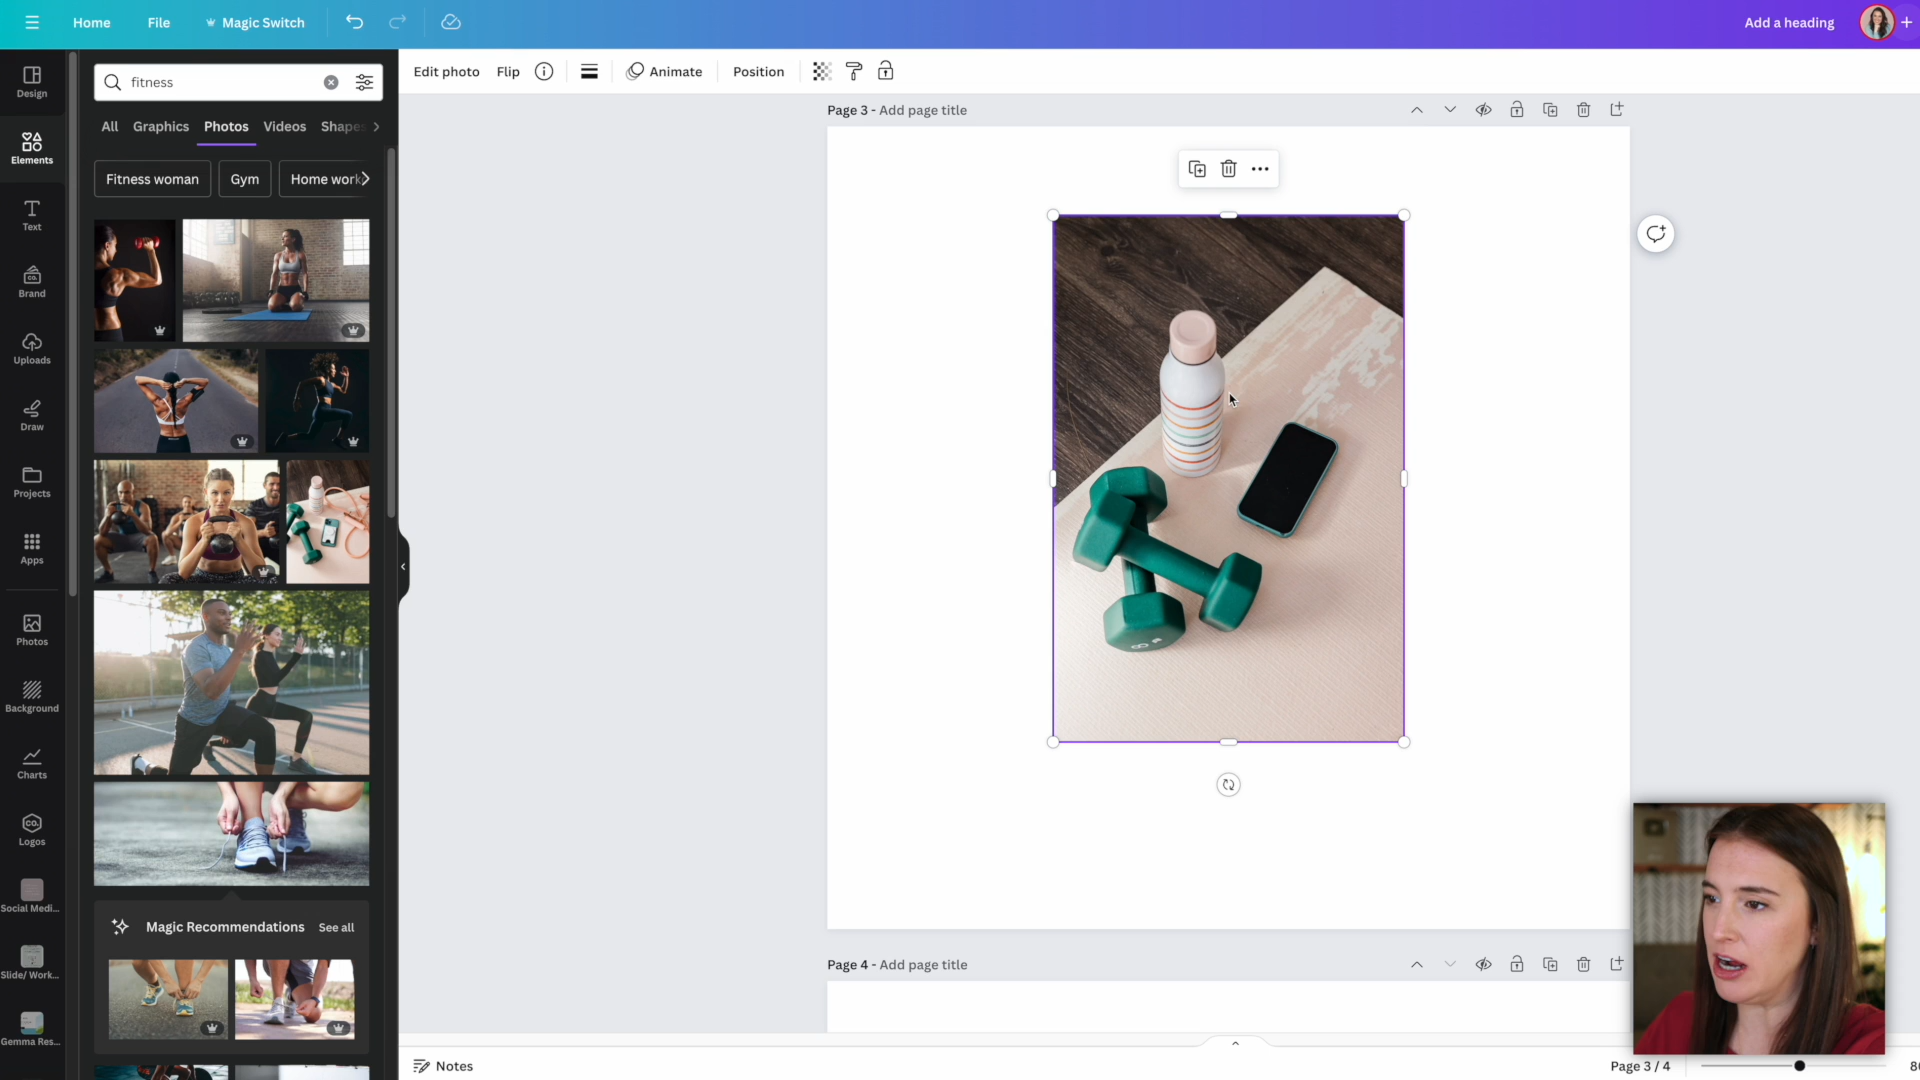 Home File Magic Switch Add a heading
Design
Elements
Text
Brand
Uploads
Draw
Projects
Apps
Photos
Background
Charts
Logos
Social Medi...
Slide/ Work...
Gemma Res...
fitness
All Graphics Photos Videos Shapes
Fitness woman Gym Home work
Magic Recommendations See all
Edit photo Flip Animate Position
Page 3 - Add page title
8
Page 4 - Add page title
Notes
Page 3 / 4